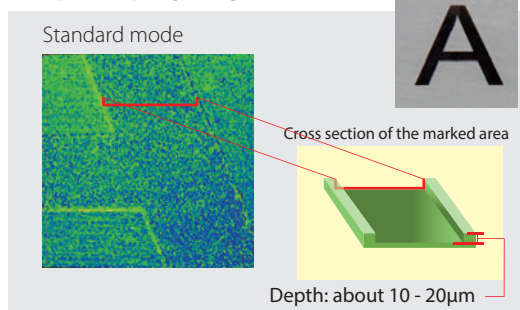 Standard mode
A
Cross section of the marked area
Depth: about 10 - 20μm